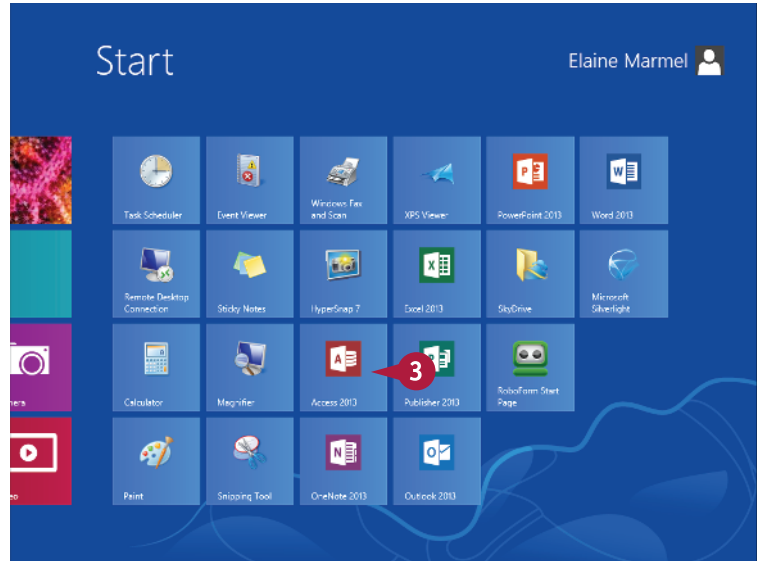 Start
Elaine Marmel
Task Scheduler
Event Viewer
Windows Fax
and Scan
XPS Viewer
PowerPoint 2013
Word 2013
Remote Desktop
Connection
Sticky Notes
HyperSnap 7
Excel 2013
SkyDrive
Microsoft
Silverlight
Calculator
Magnifier
Access 2013
3
Publisher 2013
RoboForm Start
Page
Paint
Snipping Tool
OneNote 2013
Outlook 2013